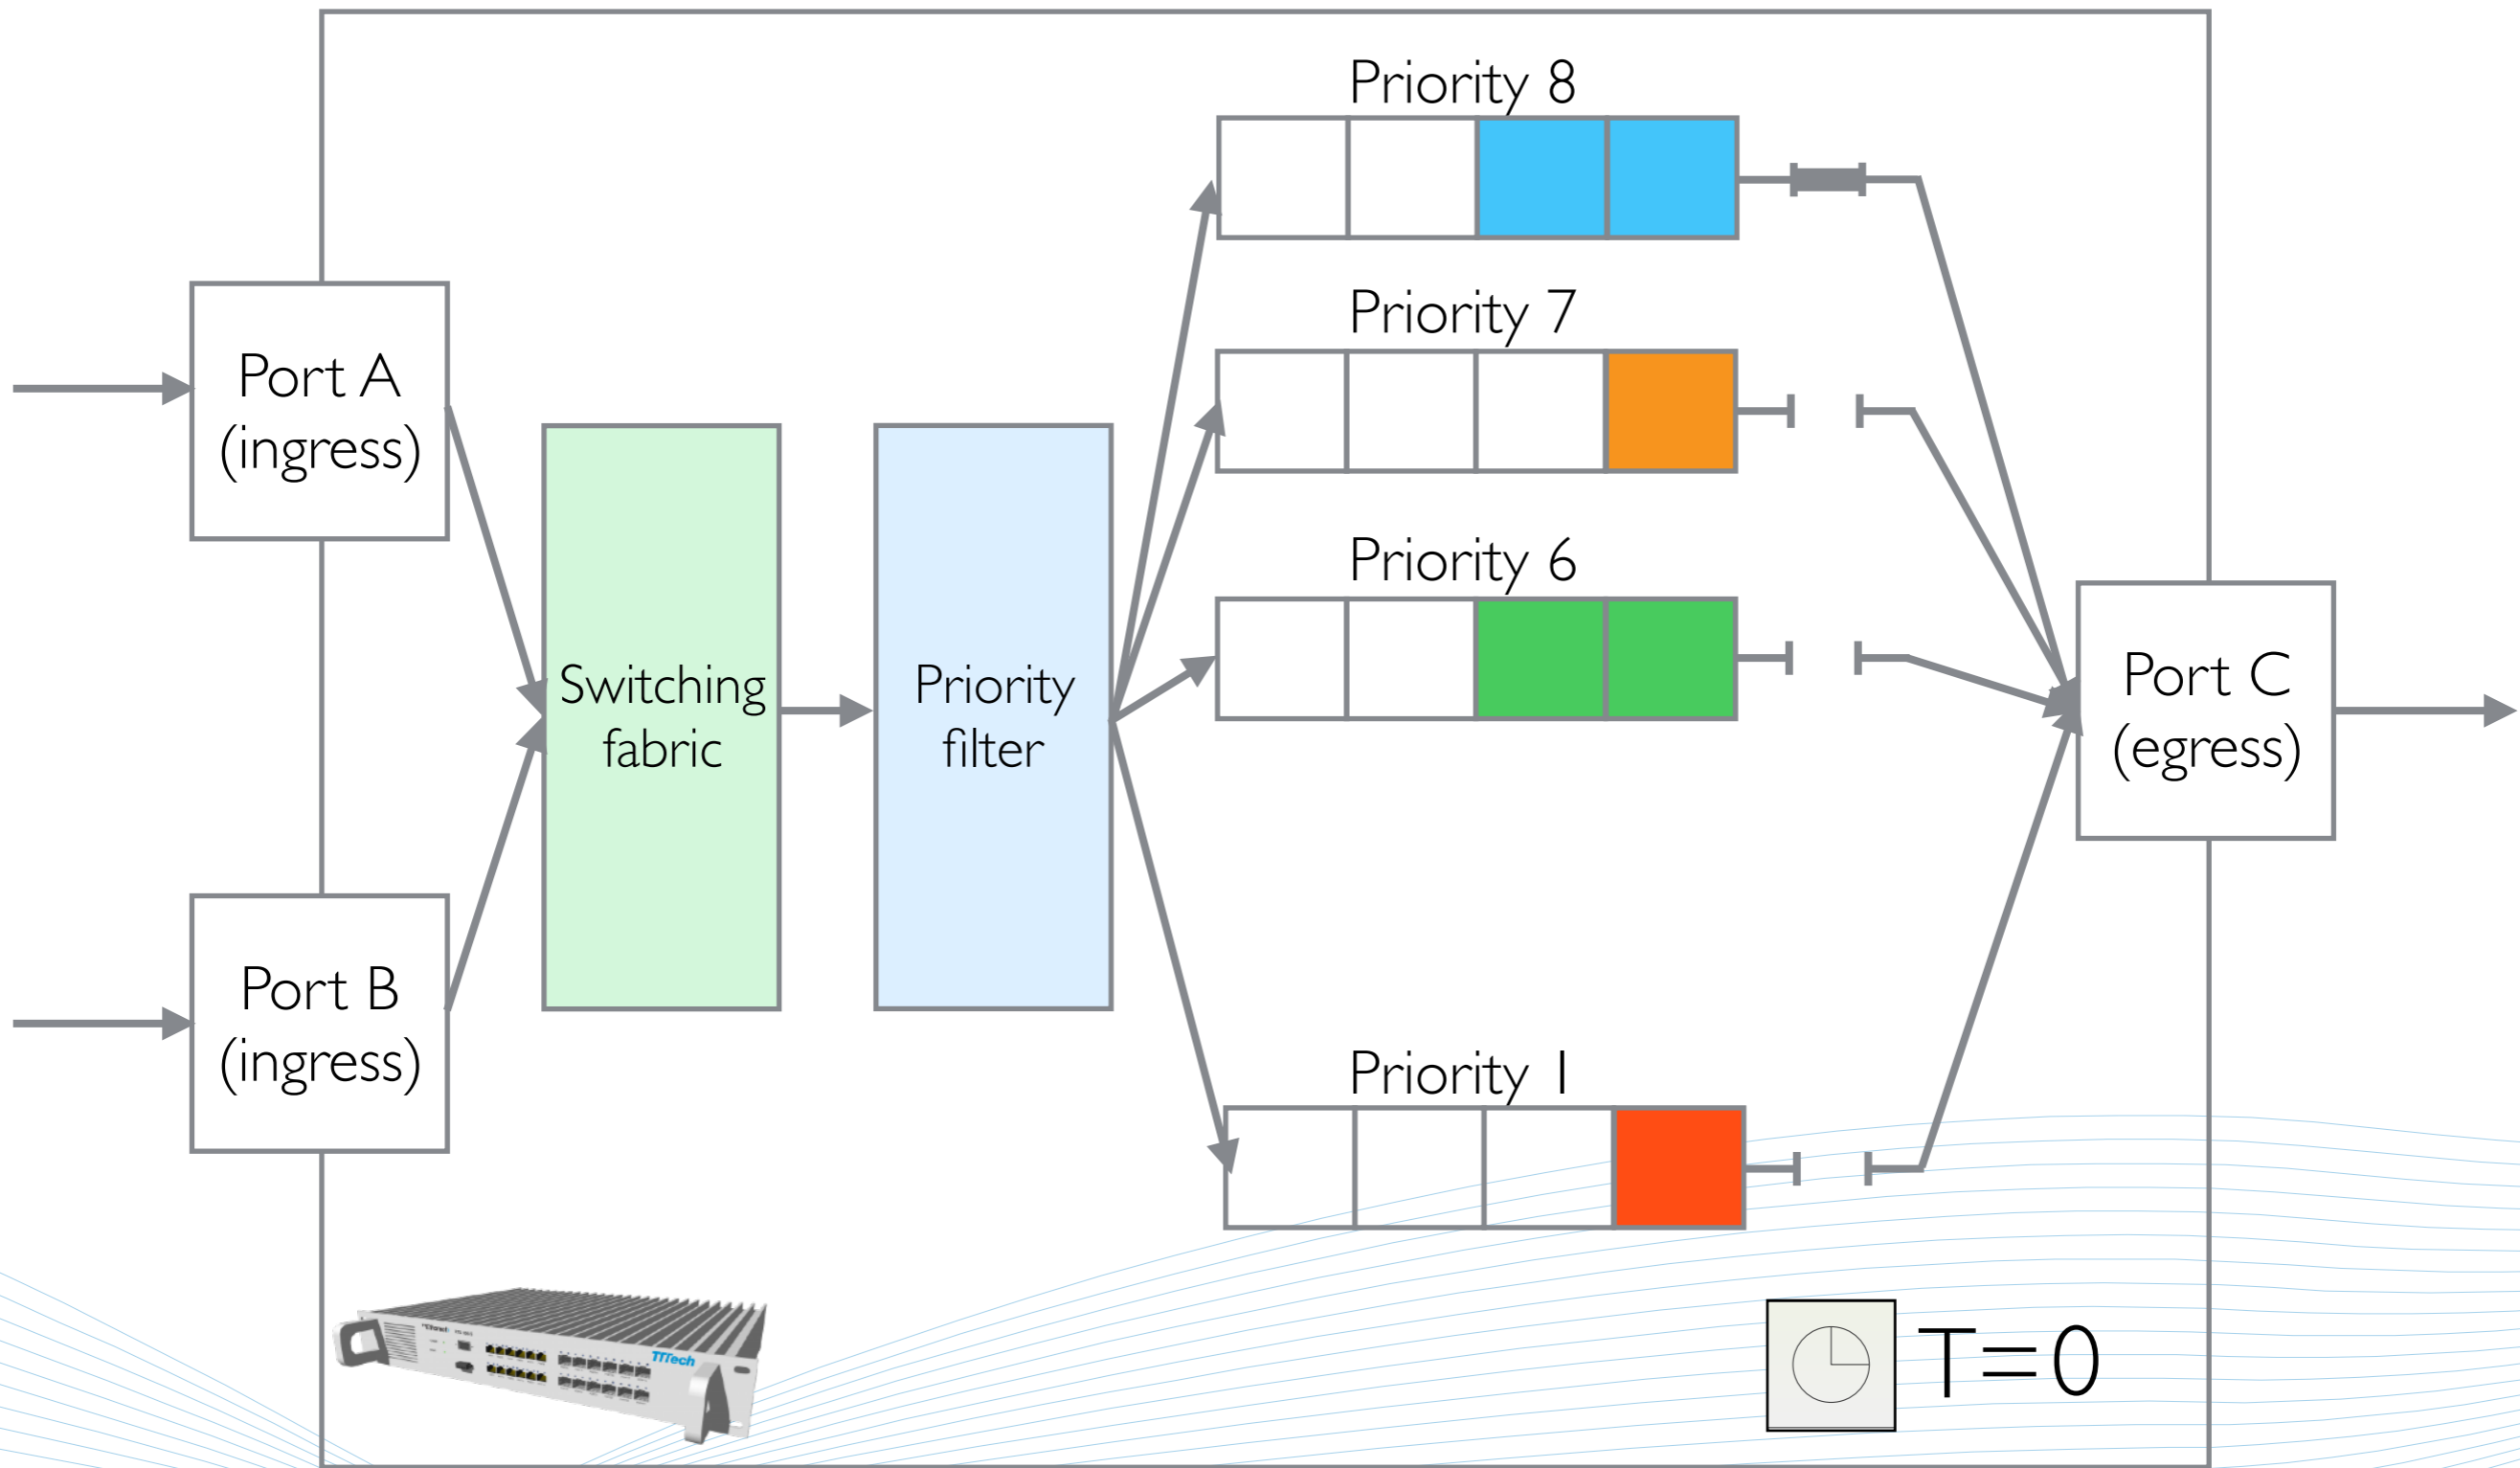 Priority 8
Priority 7
Priority 6
Priority 1
Port A
(ingress)
Port B
(ingress)
Switching
fabric
Priority
filter
Port C
(egress)
TTTech
T=0